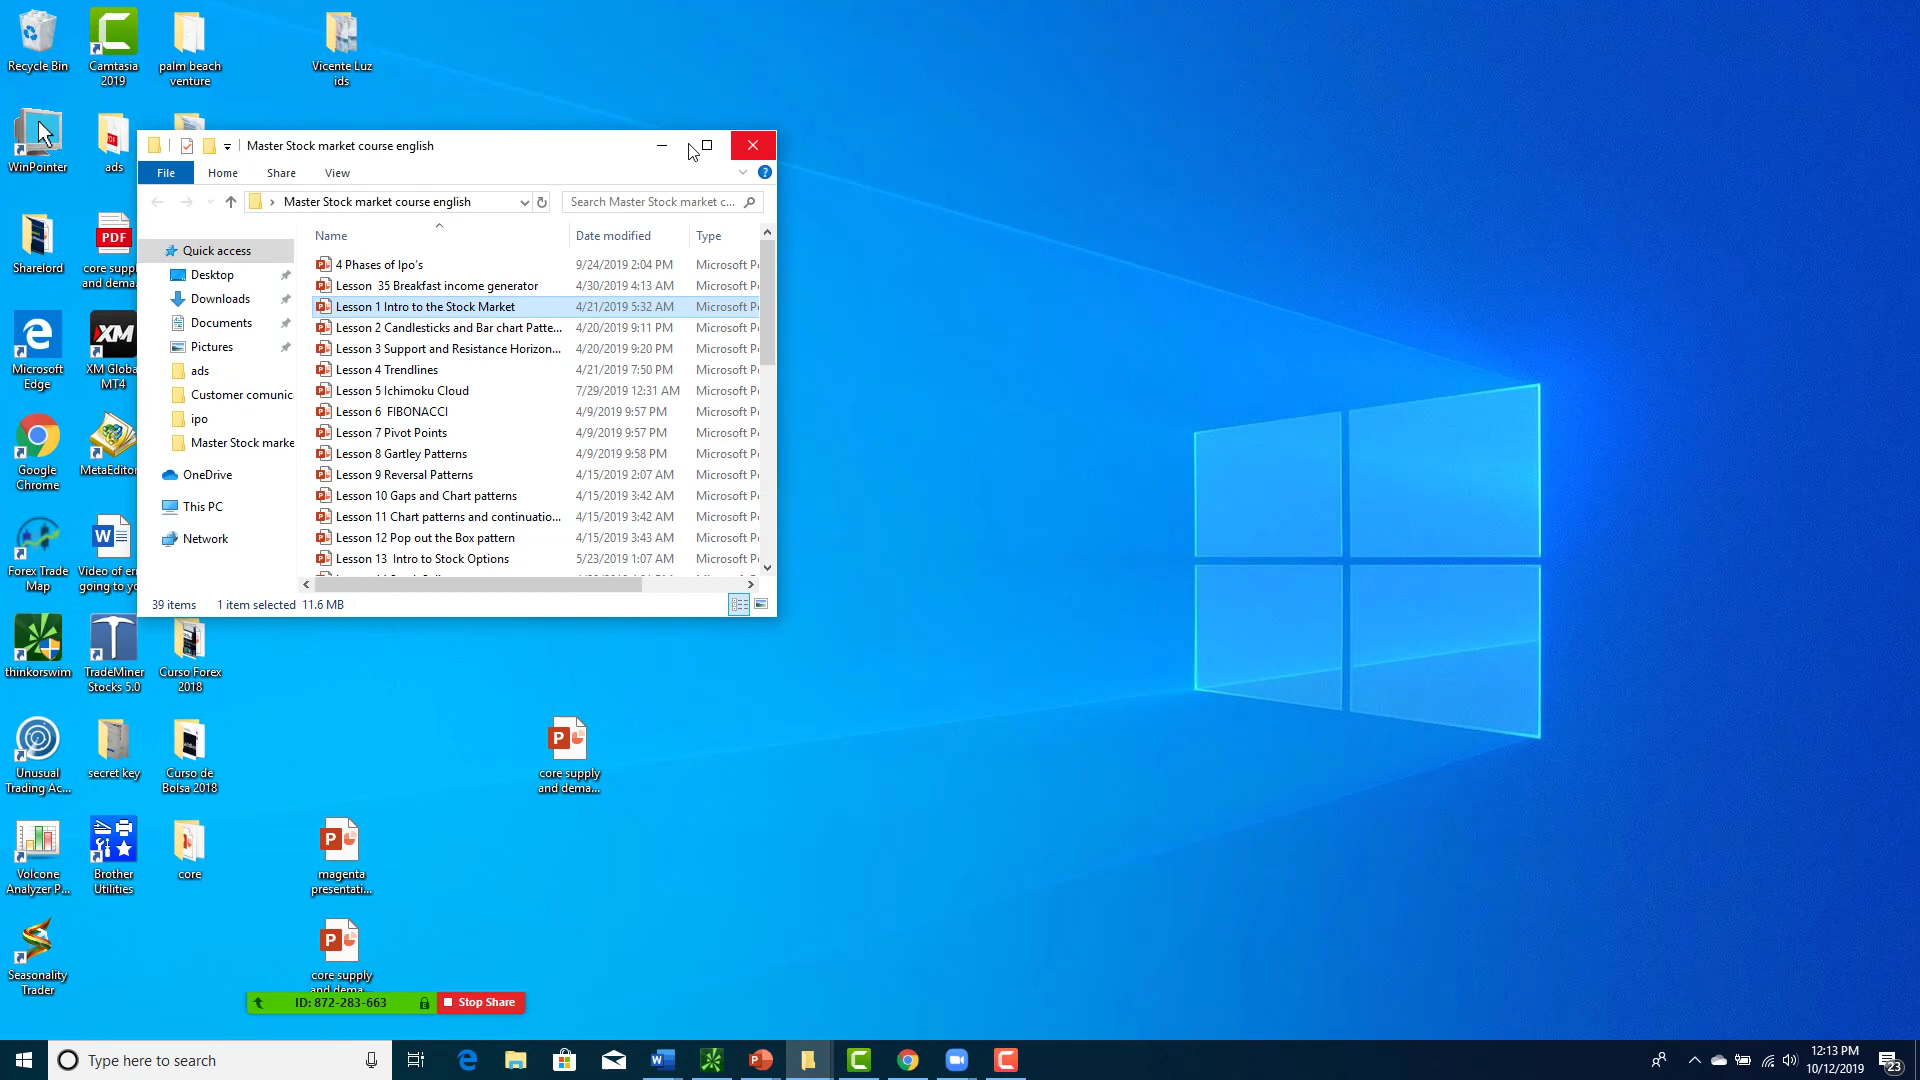 Recycle Bin
Camtasia
2019
palm beach
venture
Vicente Luz
ids
WinPointer
ads
Sharelord
PDF
core supp
and dema
Microsoft
Edge
XM
XM Globa
MT4
Google
Chrome
MetaEditor
Forex Trade
Map
Video of er
going to yo
thinkorswim
TradeMiner
Stocks 5.0
Curso Forex
2018
Unusual
Trading Ac...
secret key
Curso de
Bolsa 2018
core supply
and dema...
Volcone
Analyzer P...
Brother
Utilities
core
magenta
presentati...
Seasonality
Trader
core supply
and dema...
Master Stock market course english
File Home Share View
Master Stock market course english
Search Master Stock market c...
Quick access
Desktop
Downloads
Documents
Pictures
ads
Customer comunic
ipo
Master Stock marke
OneDrive
This PC
Network
Name Date modified Type
4 Phases of Ipo's 9/24/2019 2:04 PM Microsoft P
Lesson 35 Breakfast income generator 4/30/2019 4:13 AM Microsoft P
Lesson 1 Intro to the Stock Market 4/21/2019 5:32 AM Microsoft P
Lesson 2 Candlesticks and Bar chart Patte... 4/20/2019 9:11 PM Microsoft P
Lesson 3 Support and Resistance Horizon... 4/20/2019 9:20 PM Microsoft P
Lesson 4 Trendlines 4/21/2019 7:50 PM Microsoft P
Lesson 5 Ichimoku Cloud 7/29/2019 12:31 AM Microsoft P
Lesson 6 FIBONACCI 4/9/2019 9:57 PM Microsoft P
Lesson 7 Pivot Points 4/9/2019 9:57 PM Microsoft P
Lesson 8 Gartley Patterns 4/9/2019 9:58 PM Microsoft P
Lesson 9 Reversal Patterns 4/15/2019 2:07 AM Microsoft P
Lesson 10 Gaps and Chart patterns 4/15/2019 3:42 AM Microsoft P
Lesson 11 Chart patterns and continuatio... 4/15/2019 3:42 AM Microsoft P
Lesson 12 Pop out the Box pattern 4/15/2019 3:43 AM Microsoft P
Lesson 13 Intro to Stock Options 5/23/2019 1:07 AM Microsoft P
39 items 1 item selected 11.6 MB
ID: 872-283-663 Stop Share
Type here to search
12:13 PM
10/12/2019
23